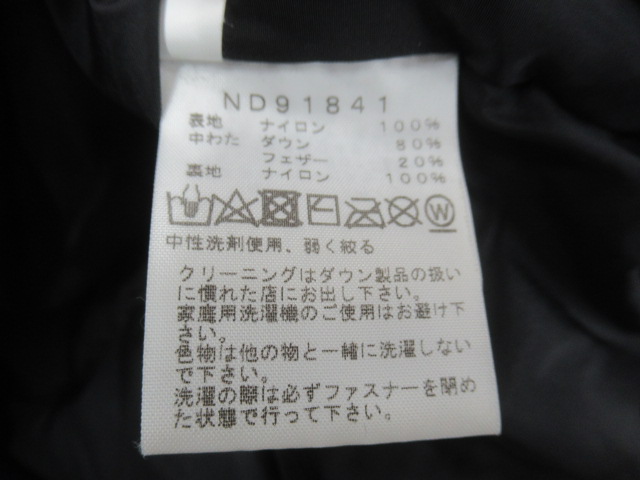 ND91841
表地 ナイロン 100%
中わた ダウン 80%
フェザー 20%
裏地 ナイロン 100%
W
中性洗剤使用、弱く絞る
クリーニングはダウン製品の扱い
に慣れた店にお出し下さい。
家庭用洗濯機のご使用はお避け下
さい。
色物は他の物と一緒に洗濯しない
で下さい。
洗濯の際は必ずファスナーを閉め
た状態で行って下さい。